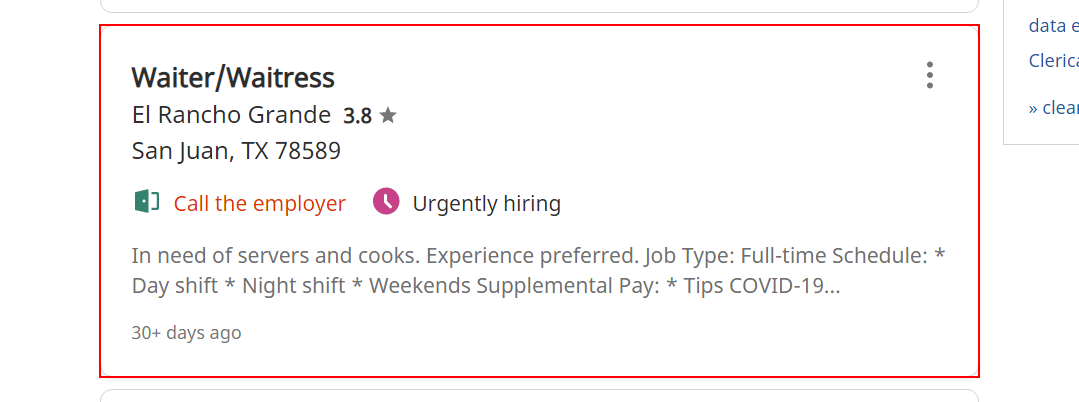 Waiter/Waitress
El Rancho Grande 3.8 ★
San Juan, TX 78589
Call the employer Urgently hiring
In need of servers and cooks. Experience preferred. Job Type: Full-time Schedule: *
Day shift * Night shift * Weekends Supplemental Pay: * Tips COVID-19...
30+ days ago
data e
Cleric
» clea